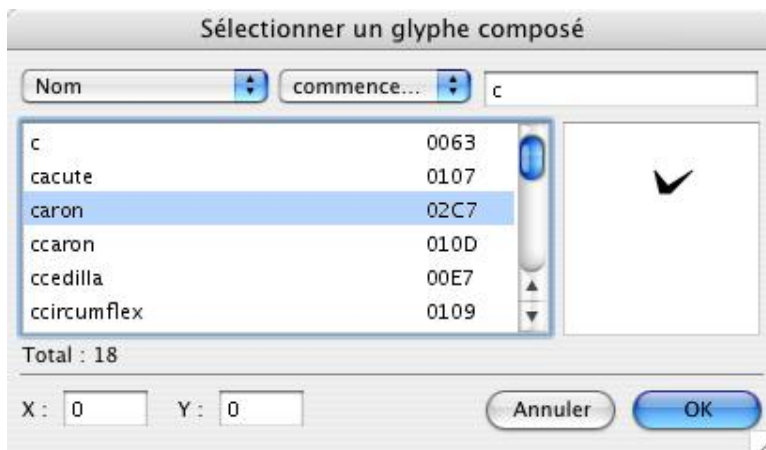 Sélectionner un glyphe composé
Nom commence... c
c 0063
cacute 0107
caron 02C7
ccaron 010D
ccedilla 00E7
ccircumflex 0109
Total : 18
X : 0 Y : 0 Annuler OK